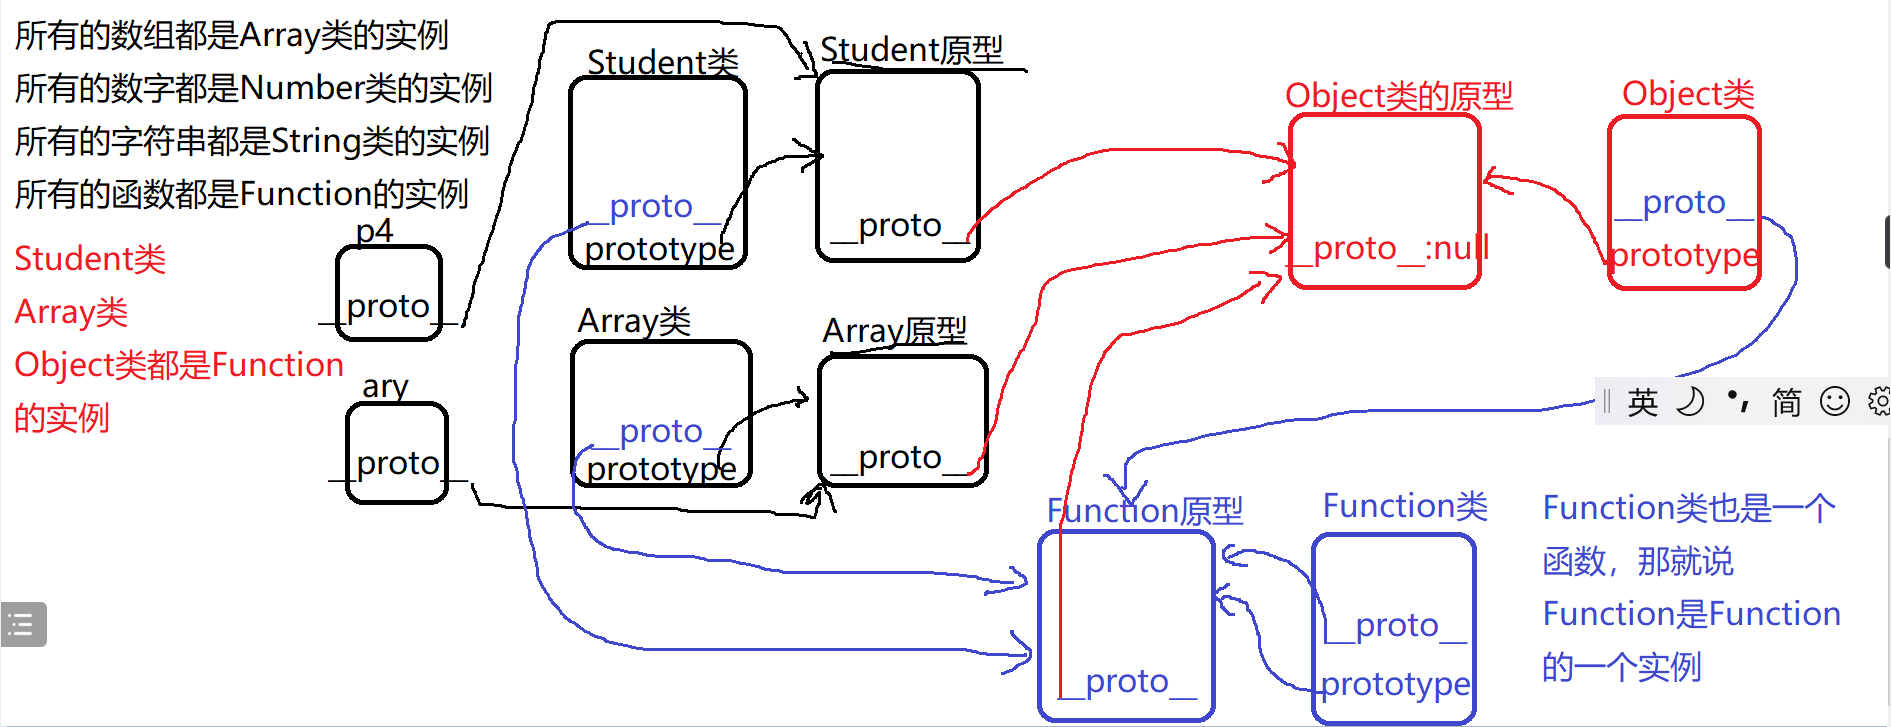 所有的数组都是Array类的实例
所有的数字都是Number类的实例
所有的字符串都是String类的实例
所有的函数都是Function的实例
Student类
Array类
Object类都是Function
的实例
p4
__proto__
ary
__proto__
Student类
__proto__
prototype
Student原型
__proto__
Array类
__proto__
prototype
Array原型
__proto__
Object类的原型
__proto__:null
Object类
__proto__
prototype
英 简
Function原型
__proto__
Function类
__proto__
prototype
Function类也是一个
函数，那就说
Function是Function
的一个实例